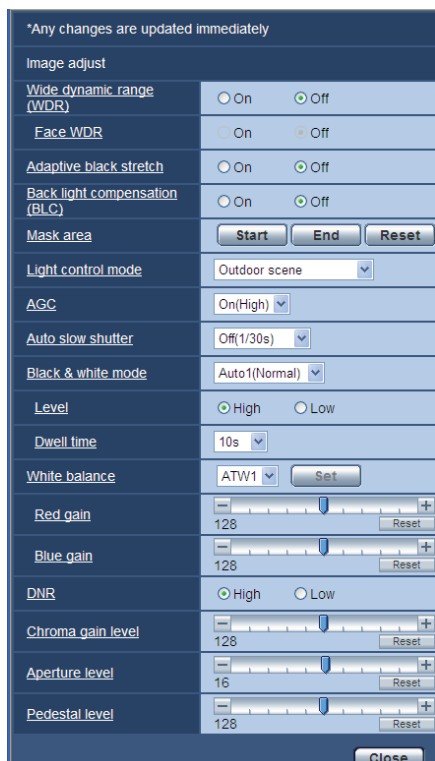 *Any changes are updated immediately
Image adjust
Wide dynamic range (WDR) On Off
Face WDR On Off
Adaptive black stretch On Off
Back light compensation (BLC) On Off
Mask area Start End Reset
Light control mode Outdoor scene
AGC On(High)
Auto slow shutter Off(1/30s)
Black & white mode Auto1(Normal)
Level High Low
Dwell time 10s
White balance ATW1 Set
Red gain 128 Reset
Blue gain 128 Reset
DNR High Low
Chroma gain level 128 Reset
Aperture level 16 Reset
Pedestal level 128 Reset
Close